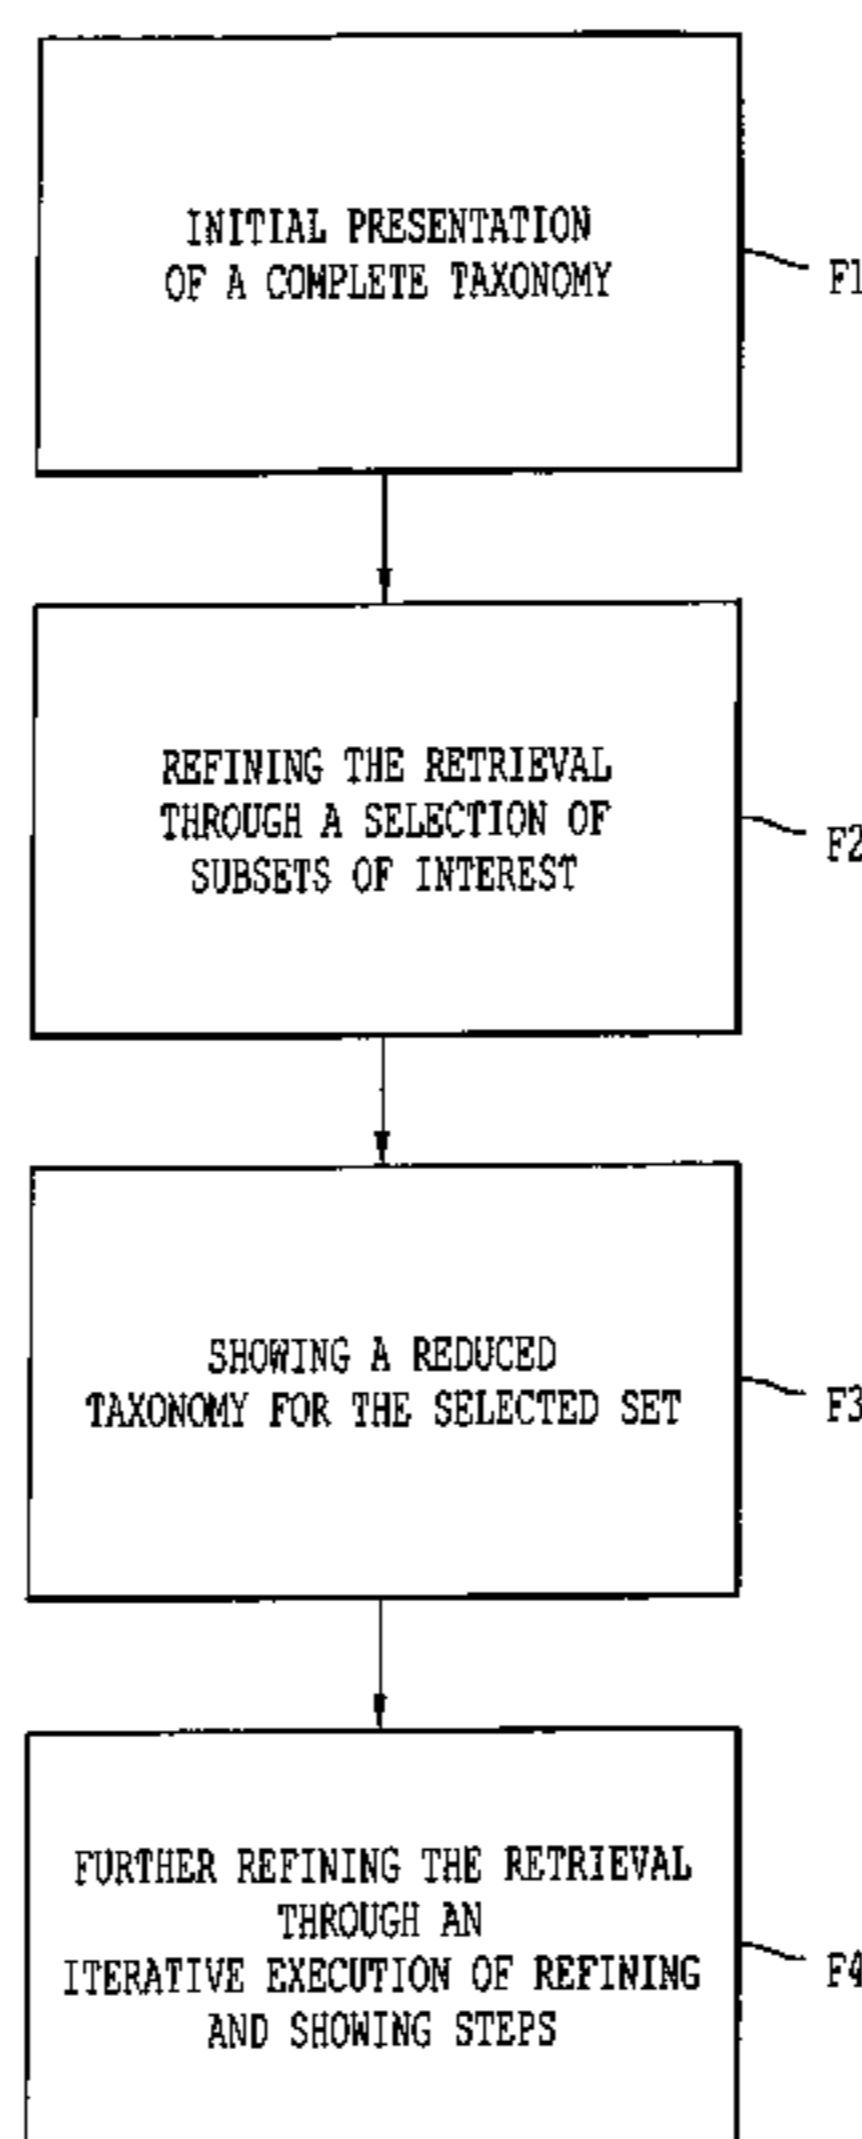 INITIAL PRESENTATION
OF A COMPLETE TAXONOMY
F1
REFINING THE RETRIEVAL
THROUGH A SELECTION OF
SUBSETS OF INTEREST
F2
SHOWING A REDUCED
TAXONOMY FOR THE SELECTED SET
F3
FURTHER REFINING THE RETRIEVAL
THROUGH AN
ITERATIVE EXECUTION OF REFINING
AND SHOWING STEPS
F4